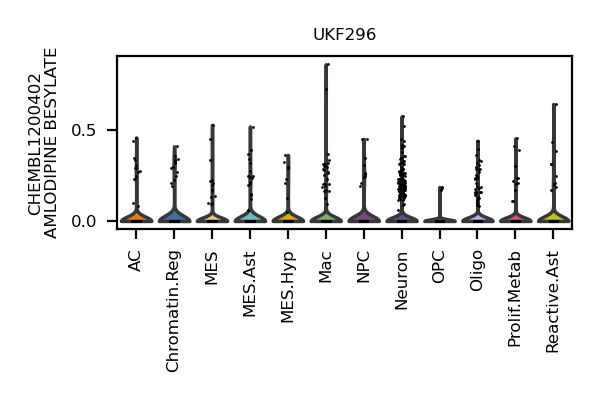 UKF296
CHEMBL1200402
AMLODIPINE BESYLATE
0.5
0.0
AC
Chromatin.Reg
MES
MES.Ast
MES.Hyp
Mac
NPC
Neuron
OPC
Oligo
Prolif.Metab
Reactive.Ast